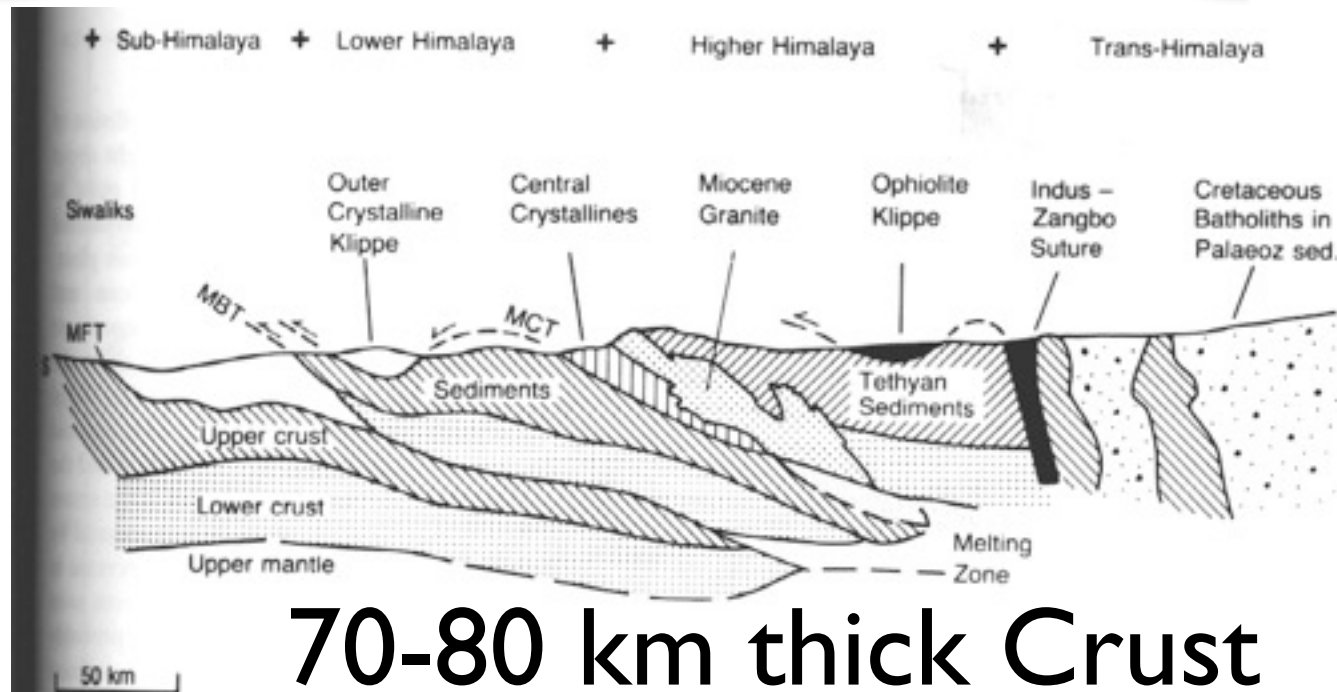 + Sub-Himalaya + Lower Himalaya + Higher Himalaya + Trans-Himalaya
Siwaliks
Outer
Crystalline
Klippe
Central
Crystallines
Miocene
Granite
Ophiolite
Klippe
Indus –
Zangbo
Suture
Cretaceous
Batholiths in
Palaeoz sed.
MBT
MCT
MFT
S
Sediments
Tethyan
Sediments
Upper crust
Lower crust
Upper mantle
Melting
Zone
70-80 km thick Crust
50 km